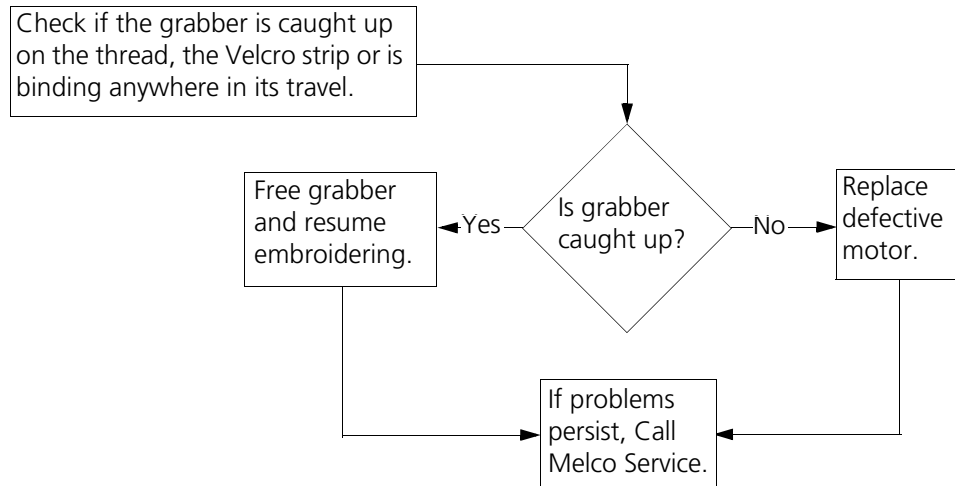 Check if the grabber is caught up
on the thread, the Velcro strip or is
binding anywhere in its travel.
Is grabber
caught up?
Yes
Free grabber
and resume
embroidering.
No
Replace
defective
motor.
If problems
persist, Call
Melco Service.